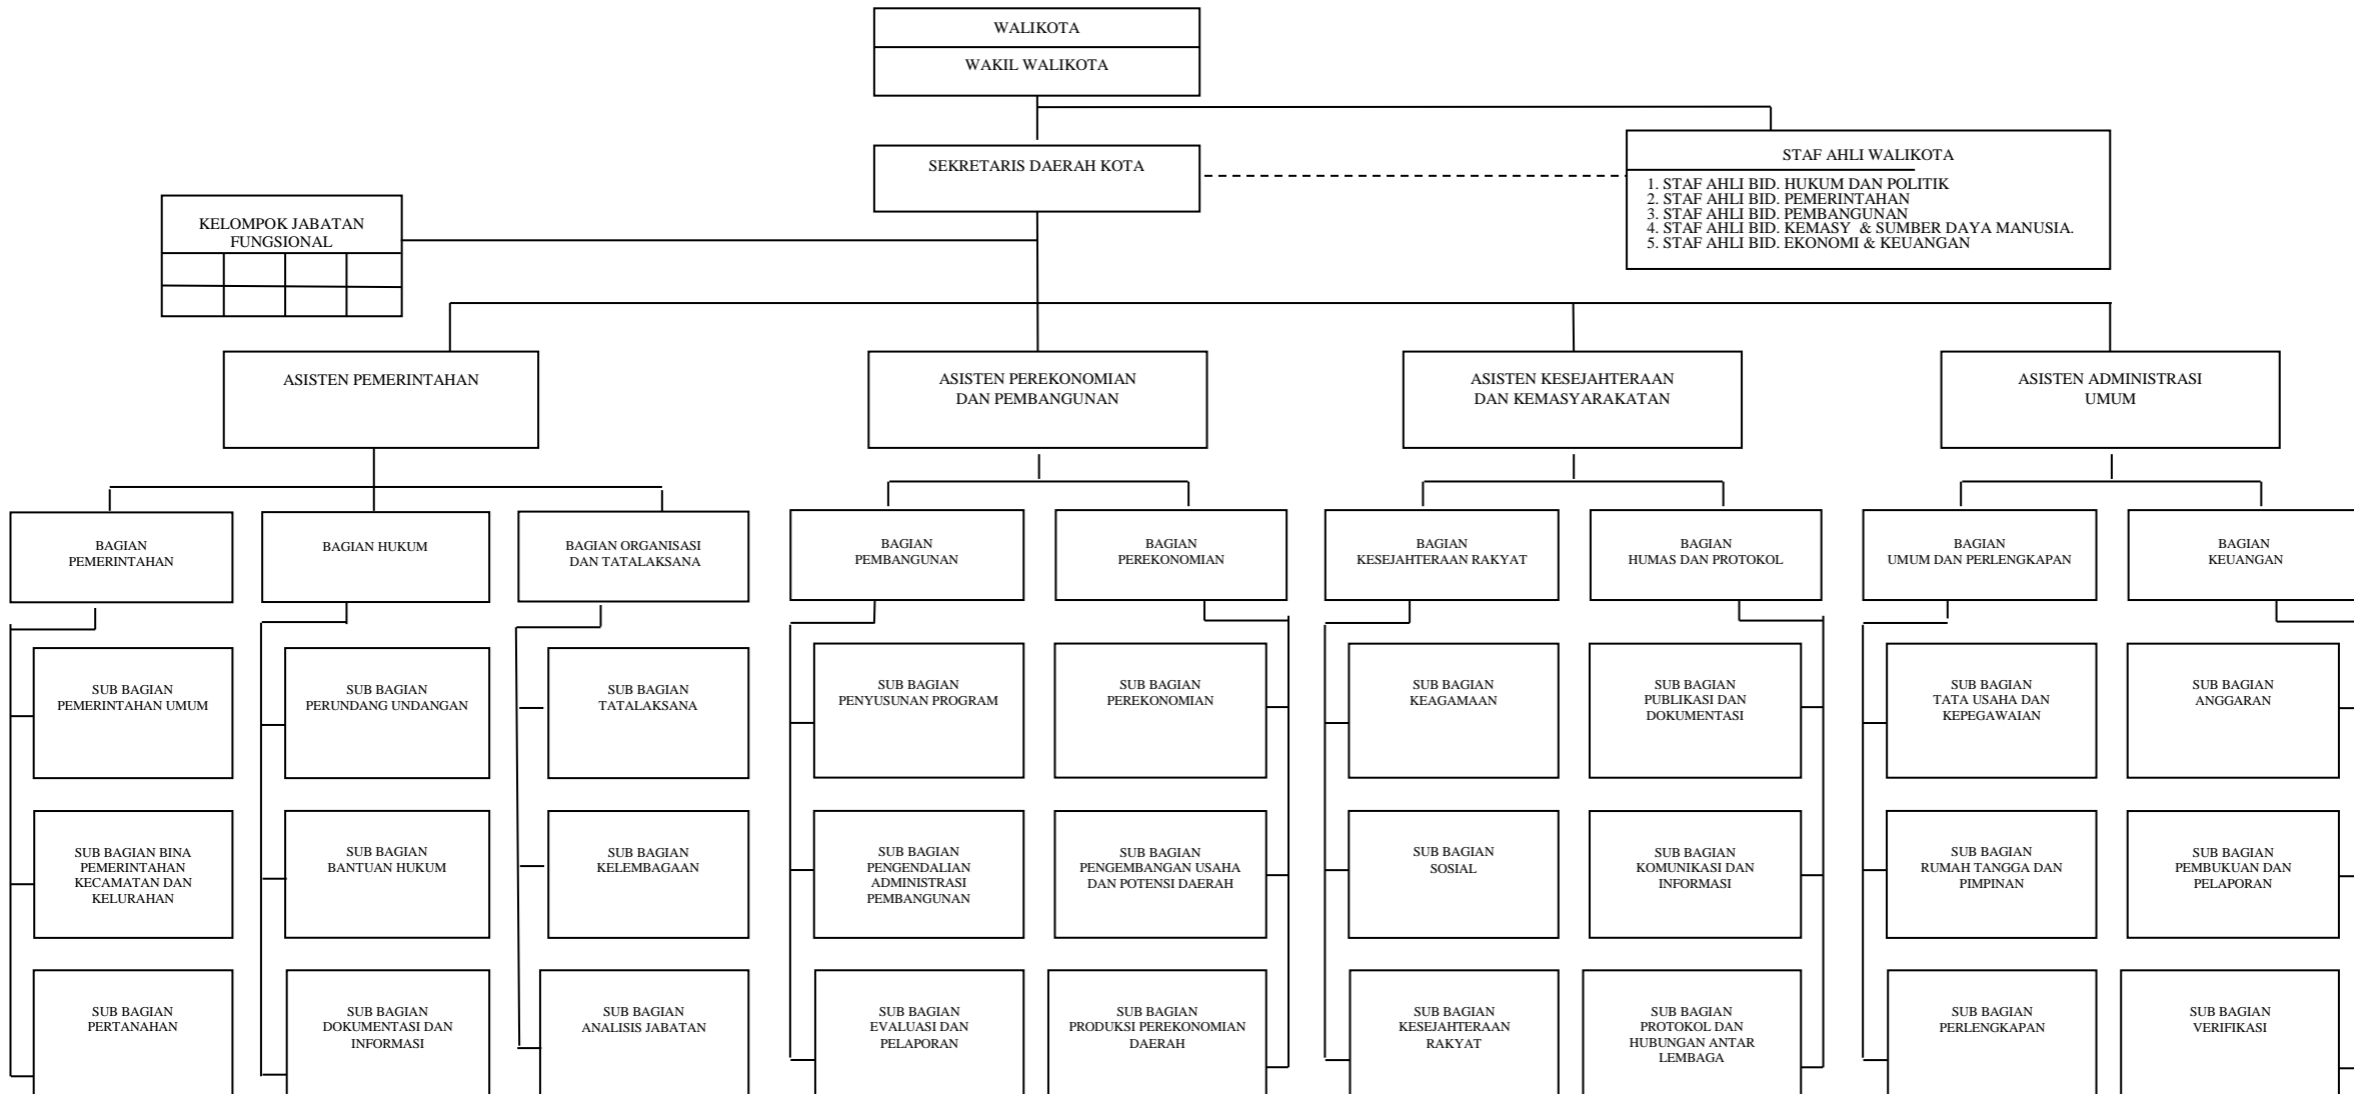 WALIKOTA
WAKIL WALIKOTA
SEKRETARIS DAERAH KOTA
STAF AHLI WALIKOTA
1. STAF AHLI BID. HUKUM DAN POLITIK
2. STAF AHLI BID. PEMERINTAHAN
3. STAF AHLI BID. PEMBANGUNAN
4. STAF AHLI BID. KEMASY & SUMBER DAYA MANUSIA.
5. STAF AHLI BID. EKONOMI & KEUANGAN
KELOMPOK JABATAN
FUNGSIONAL
ASISTEN PEMERINTAHAN
ASISTEN PEREKONOMIAN
DAN PEMBANGUNAN
ASISTEN KESEJAHTERAAN
DAN KEMASYARAKATAN
ASISTEN ADMINISTRASI
UMUM
BAGIAN
PEMERINTAHAN
BAGIAN HUKUM
BAGIAN ORGANISASI
DAN TATALAKSANA
BAGIAN
PEMBANGUNAN
BAGIAN
PEREKONOMIAN
BAGIAN
KESEJAHTERAAN RAKYAT
BAGIAN
HUMAS DAN PROTOKOL
BAGIAN
UMUM DAN PERLENGKAPAN
BAGIAN
KEUANGAN
SUB BAGIAN
PEMERINTAHAN UMUM
SUB BAGIAN
PERUNDANG UNDANGAN
SUB BAGIAN
TATALAKSANA
SUB BAGIAN
PENYUSUNAN PROGRAM
SUB BAGIAN
PEREKONOMIAN
SUB BAGIAN
KEAGAMAAN
SUB BAGIAN
PUBLIKASI DAN
DOKUMENTASI
SUB BAGIAN
TATA USAHA DAN
KEPEGAWAIAN
SUB BAGIAN
ANGGARAN
SUB BAGIAN BINA
PEMERINTAHAN
KECAMATAN DAN
KELURAHAN
SUB BAGIAN
BANTUAN HUKUM
SUB BAGIAN
KELEMBAGAAN
SUB BAGIAN
PENGENDALIAN
ADMINISTRASI
PEMBANGUNAN
SUB BAGIAN
PENGEMBANGAN USAHA
DAN POTENSI DAERAH
SUB BAGIAN
SOSIAL
SUB BAGIAN
KOMUNIKASI DAN
INFORMASI
SUB BAGIAN
RUMAH TANGGA DAN
PIMPINAN
SUB BAGIAN
PEMBUKUAN DAN
PELAPORAN
SUB BAGIAN
PERTANAHAN
SUB BAGIAN
DOKUMENTASI DAN
INFORMASI
SUB BAGIAN
ANALISIS JABATAN
SUB BAGIAN
EVALUASI DAN
PELAPORAN
SUB BAGIAN
PRODUKSI PEREKONOMIAN
DAERAH
SUB BAGIAN
KESEJAHTERAAN
RAKYAT
SUB BAGIAN
PROTOKOL DAN
HUBUNGAN ANTAR
LEMBAGA
SUB BAGIAN
PERLENGKAPAN
SUB BAGIAN
VERIFIKASI